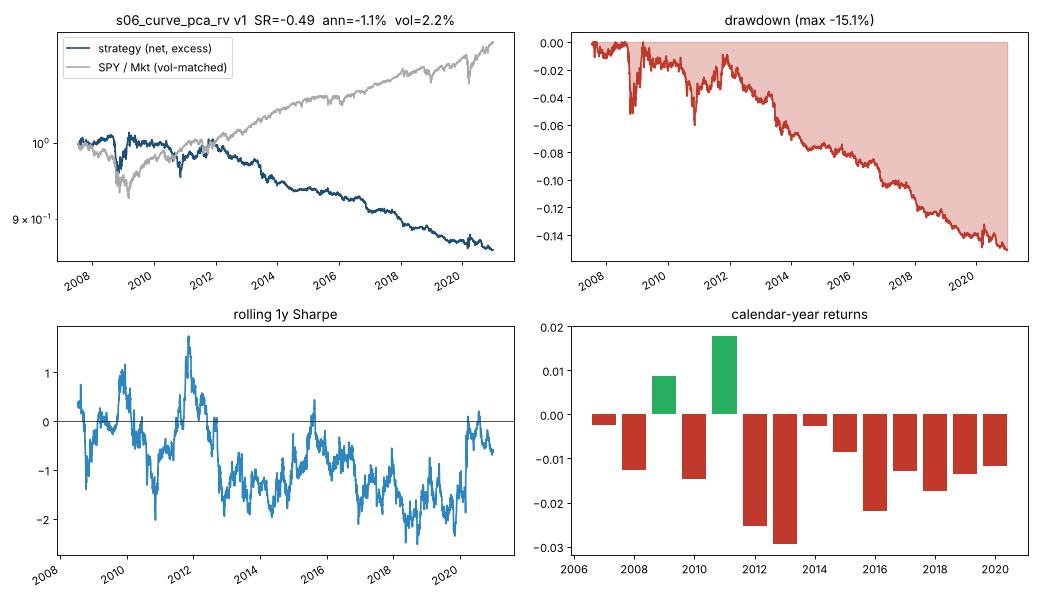 s06_curve_pca_rv v1  SR=-0.49  ann=-1.1%  vol=2.2%
strategy (net, excess)
SPY / Mkt (vol-matched)
10⁰
9 × 10⁻¹
2008 2010 2012 2014 2016 2018 2020
drawdown (max -15.1%)
0.00
−0.02
−0.04
−0.06
−0.08
−0.10
−0.12
−0.14
2008 2010 2012 2014 2016 2018 2020
rolling 1y Sharpe
1
0
−1
−2
2008 2010 2012 2014 2016 2018 2020
calendar-year returns
0.02
0.01
0.00
−0.01
−0.02
−0.03
2006 2008 2010 2012 2014 2016 2018 2020